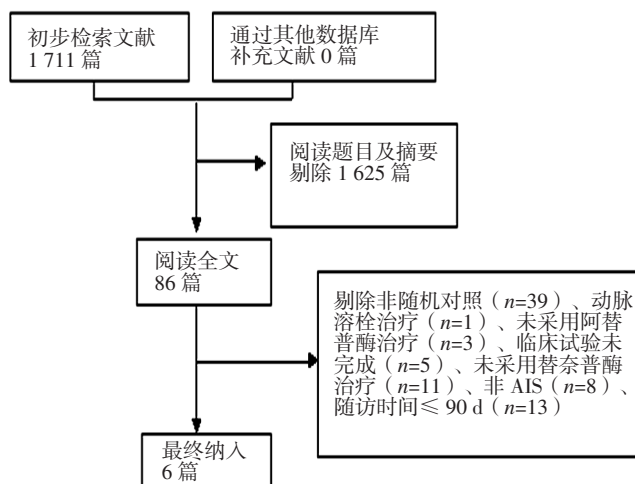 初步检索文献
1 711 篇
通过其他数据库
补充文献 0 篇
阅读题目及摘要
剔除 1 625 篇
阅读全文
86 篇
剔除非随机对照（n=39）、动脉
溶栓治疗（n=1）、未采用阿替
普酶治疗（n=3）、临床试验未
完成（n=5）、未采用替奈普酶
治疗（n=11）、非 AIS（n=8）、
随访时间≤ 90 d（n=13）
最终纳入
6 篇